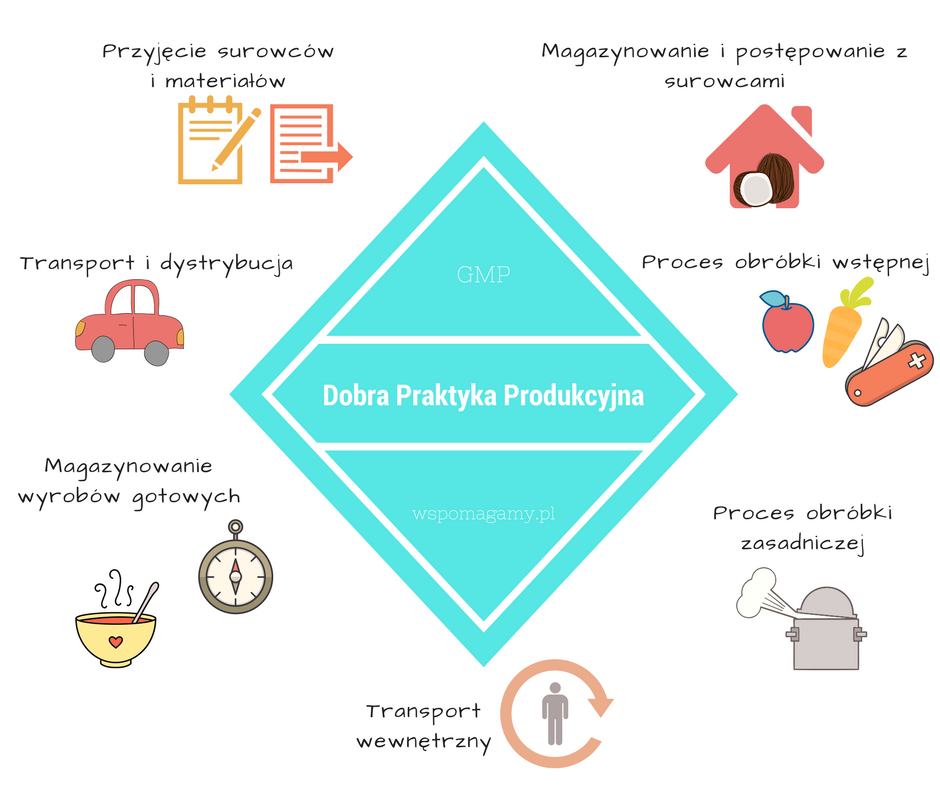 Przyjęcie surowców
i materiałów
Magazynowanie i postępowanie z
surowcami
Transport i dystrybucja
Proces obróbki wstępnej
GMP
Dobra Praktyka Produkcyjna
wspomagamy.pl
Magazynowanie
wyrobów gotowych
Proces obróbki
zasadniczej
Transport
wewnętrzny